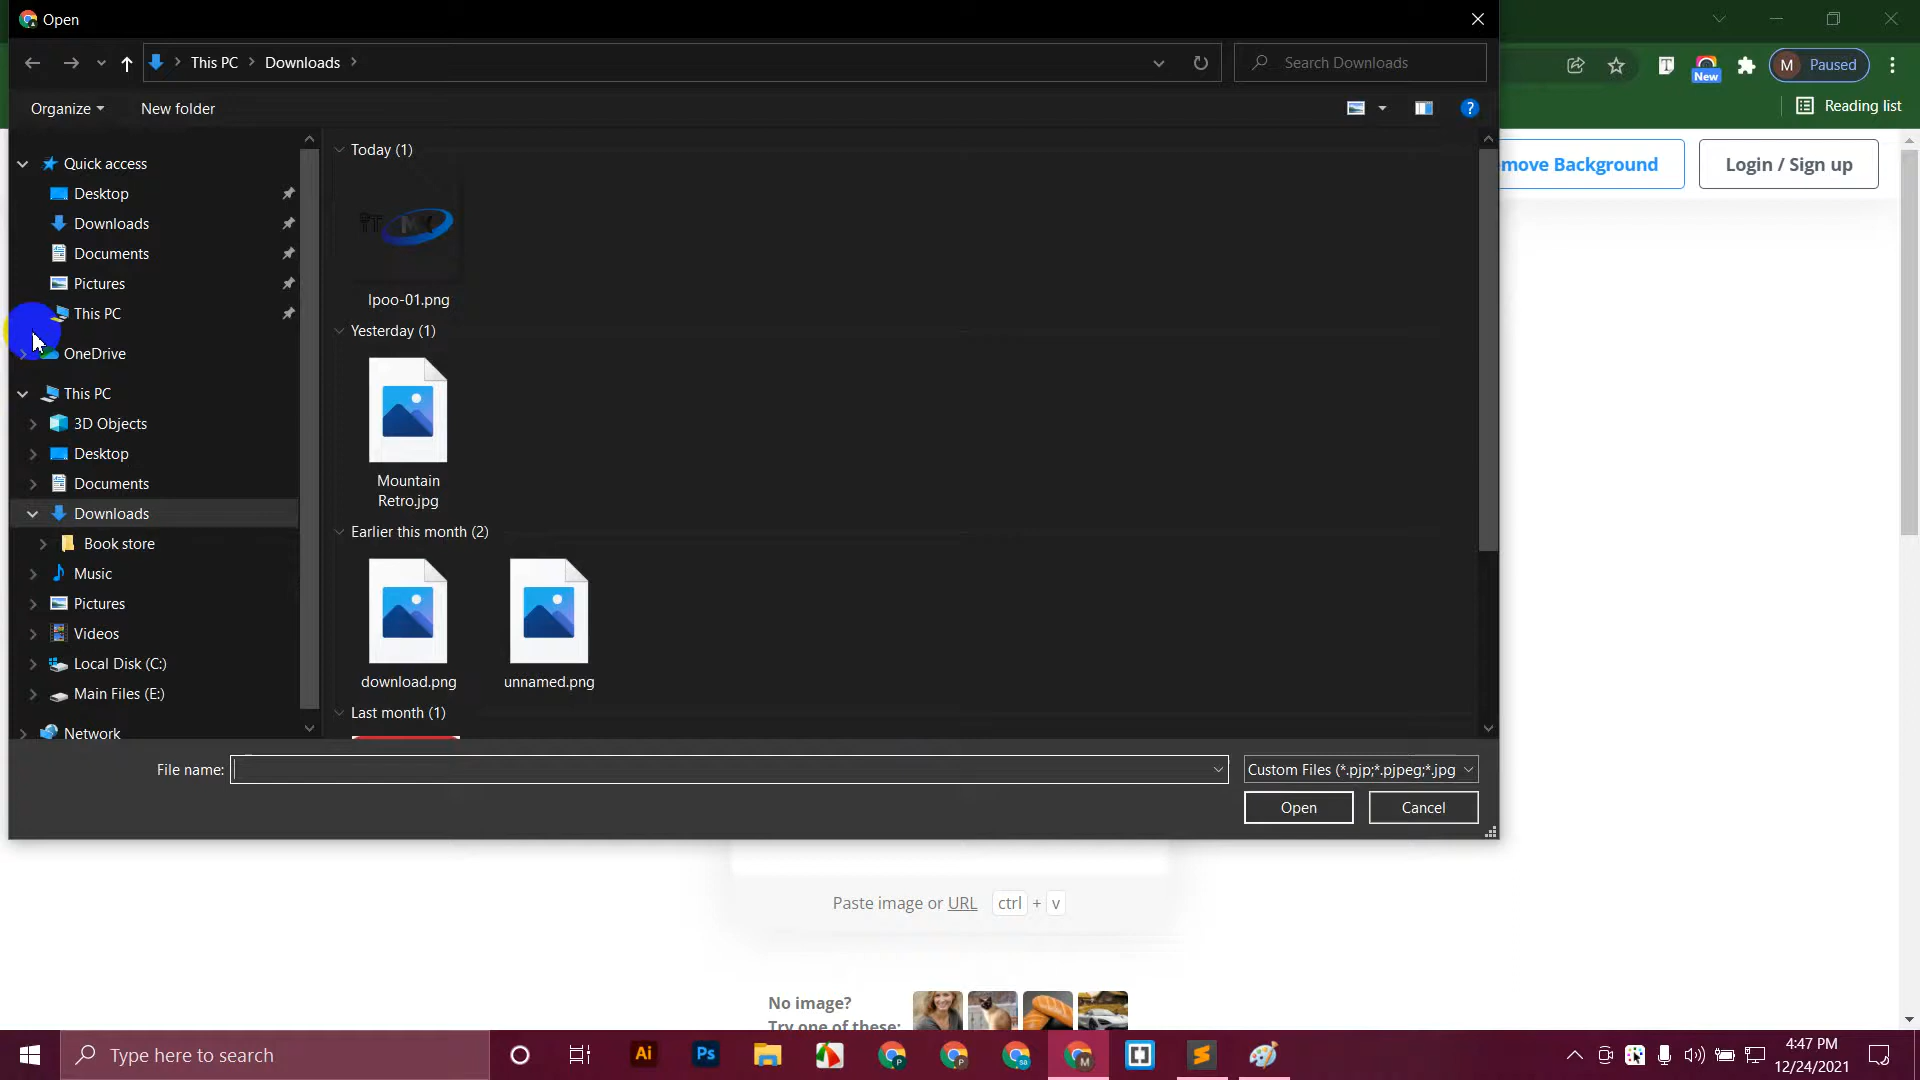 Open
This PC Downloads
Search Downloads
M Paused
New
Organize
New folder
Reading list
Quick access
Desktop
Downloads
Documents
Pictures
This PC
OneDrive
This PC
3D Objects
Desktop
Documents
Downloads
Book store
Music
Pictures
Videos
Local Disk (C:)
Main Files (E:)
Network
Today (1)
Ipoo-01.png
Yesterday (1)
Mountain
Retro.jpg
Earlier this month (2)
download.png
unnamed.png
Last month (1)
move Background
Login / Sign up
File name:
Custom Files (*.pjp;*.pjpeg;*.jpg
Open
Cancel
Paste image or URL ctrl + v
No image?
Try one of these:
Type here to search
Ai
Ps
4:47 PM
12/24/2021